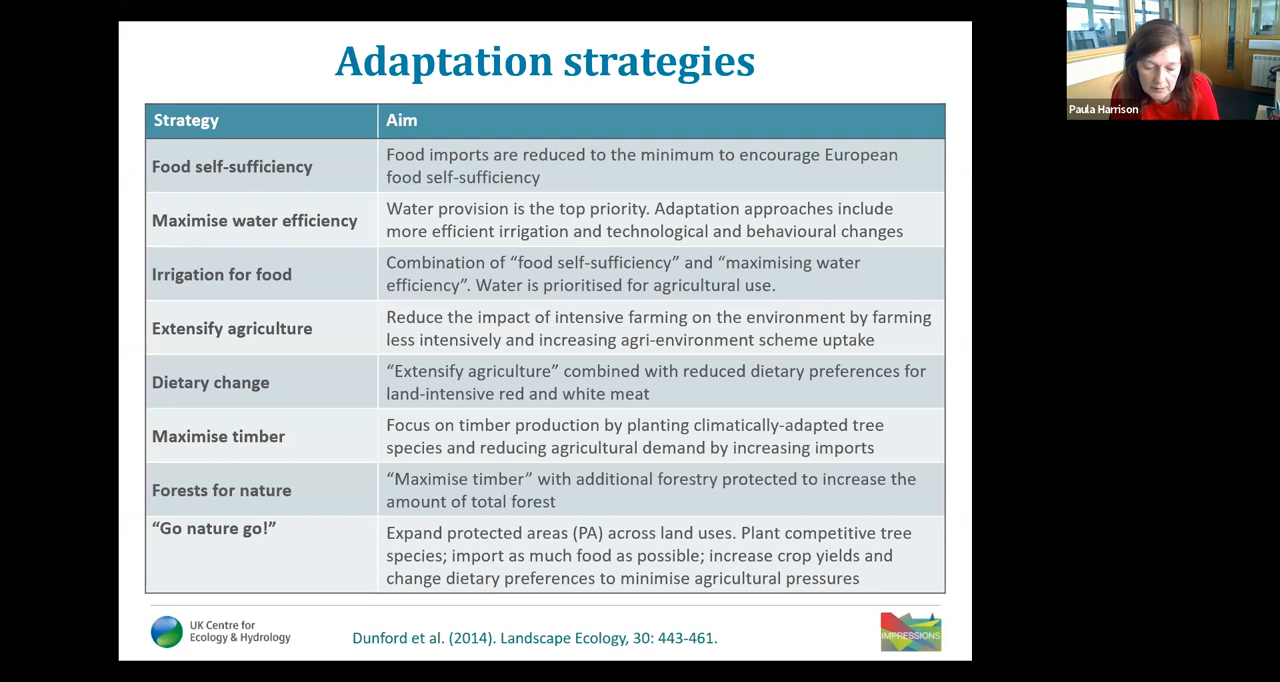 Adaptation strategies
Strategy
Aim
Food self-sufficiency
Food imports are reduced to the minimum to encourage European
food self-sufficiency
Maximise water efficiency
Water provision is the top priority. Adaptation approaches include
more efficient irrigation and technological and behavioural changes
Irrigation for food
Combination of “food self-sufficiency” and “maximising water
efficiency”. Water is prioritised for agricultural use.
Extensify agriculture
Reduce the impact of intensive farming on the environment by farming
less intensively and increasing agri-environment scheme uptake
Dietary change
“Extensify agriculture” combined with reduced dietary preferences for
land-intensive red and white meat
Maximise timber
Focus on timber production by planting climatically-adapted tree
species and reducing agricultural demand by increasing imports
Forests for nature
“Maximise timber” with additional forestry protected to increase the
amount of total forest
“Go nature go!”
Expand protected areas (PA) across land uses. Plant competitive tree
species; import as much food as possible; increase crop yields and
change dietary preferences to minimise agricultural pressures
UK Centre for
Ecology & Hydrology
Dunford et al. (2014). Landscape Ecology, 30: 443-461.
IMPRESSIONS
Paula Harrison